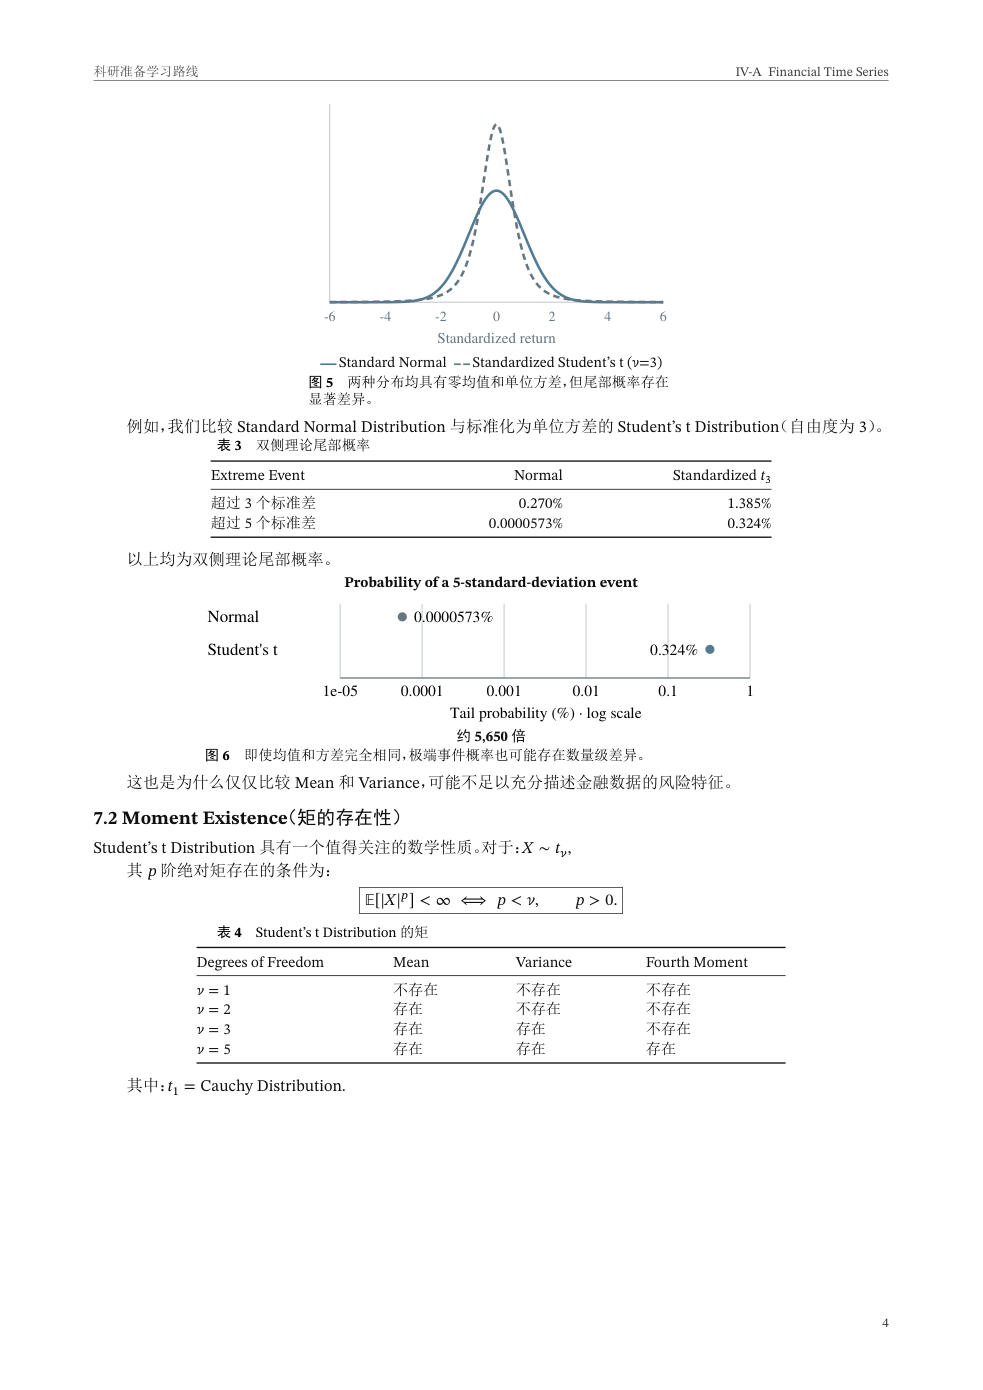 科研准备学习路线 IV-A Financial Time Series
-6 -4 -2 0 2 4 6
Standardized return
Standard Normal Standardized Student's t (ν=3)
图 5 两种分布均具有零均值和单位方差，但尾部概率存在
显著差异。
例如，我们比较 Standard Normal Distribution 与标准化为单位方差的 Student's t Distribution（自由度为 3）。
表 3 双侧理论尾部概率
Extreme Event Normal Standardized t₃
超过 3 个标准差 0.270% 1.385%
超过 5 个标准差 0.0000573% 0.324%
以上均为双侧理论尾部概率。
Probability of a 5-standard-deviation event
Normal 0.0000573%
Student's t 0.324%
1e-05 0.0001 0.001 0.01 0.1 1
Tail probability (%) · log scale
约 5,650 倍
图 6 即使均值和方差完全相同，极端事件概率也可能存在数量级差异。
这也是为什么仅仅比较 Mean 和 Variance，可能不足以充分描述金融数据的风险特征。
7.2 Moment Existence（矩的存在性）
Student's t Distribution 具有一个值得关注的数学性质。对于：X ∼ tᵥ,
其 p 阶绝对矩存在的条件为：
𝔼[|X|ᵖ] < ∞ ⟺ p < ν, p > 0.
表 4 Student's t Distribution 的矩
Degrees of Freedom Mean Variance Fourth Moment
ν = 1 不存在 不存在 不存在
ν = 2 存在 不存在 不存在
ν = 3 存在 存在 不存在
ν = 5 存在 存在 存在
其中：t₁ = Cauchy Distribution.
4